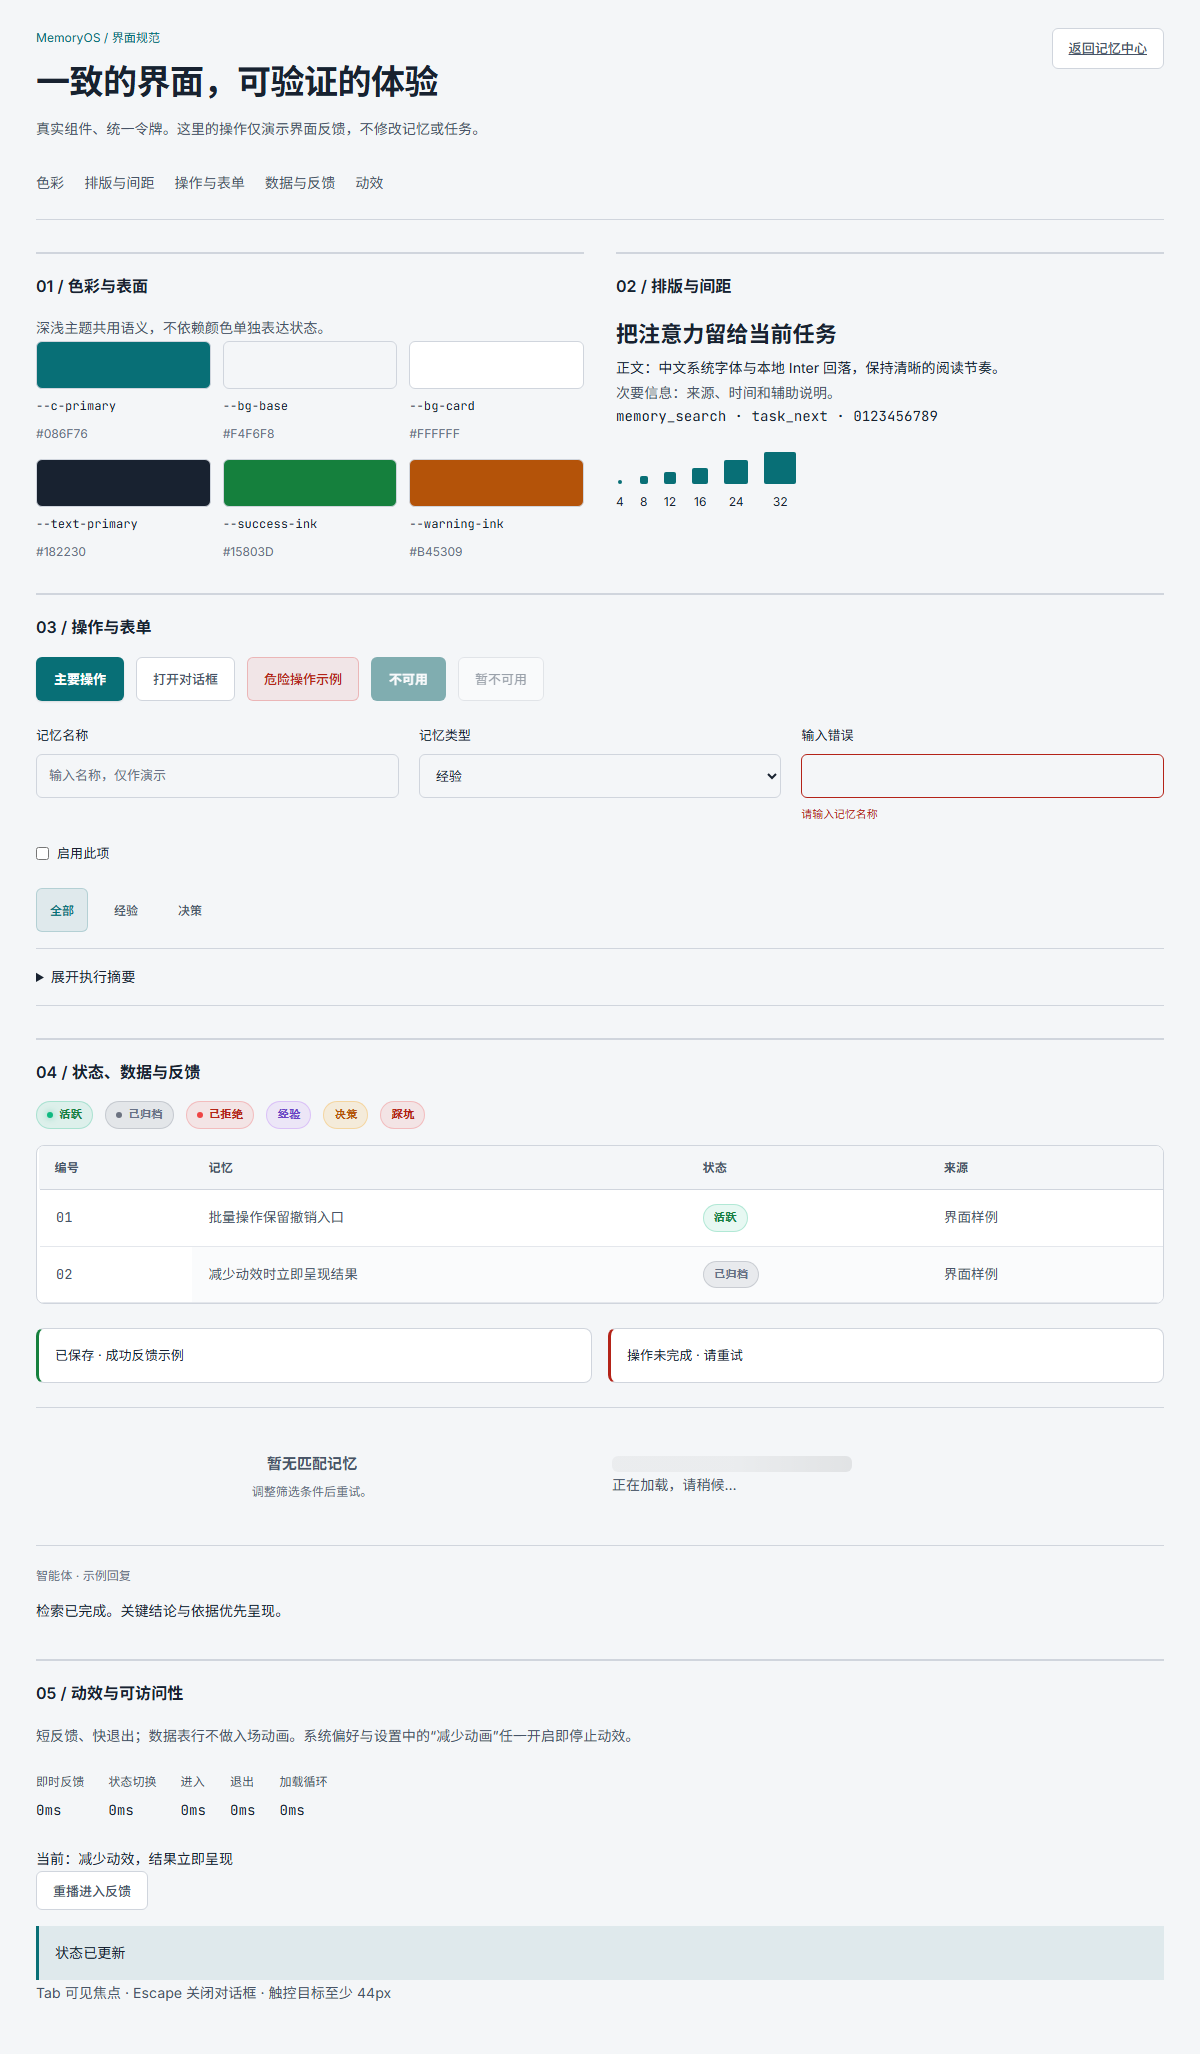 MemoryOS / 界面规范
返回记忆中心
一致的界面，可验证的体验
真实组件、统一令牌。这里的操作仅演示界面反馈，不修改记忆或任务。
色彩 排版与间距 操作与表单 数据与反馈 动效
01 / 色彩与表面
深浅主题共用语义，不依赖颜色单独表达状态。
--c-primary --bg-base --bg-card
#086F76 #F4F6F8 #FFFFFF
--text-primary --success-ink --warning-ink
#182230 #15803D #B45309
02 / 排版与间距
把注意力留给当前任务
正文：中文系统字体与本地 Inter 回落，保持清晰的阅读节奏。
次要信息：来源、时间和辅助说明。
memory_search · task_next · 0123456789
4 8 12 16 24 32
03 / 操作与表单
主要操作 打开对话框 危险操作示例 不可用 暂不可用
记忆名称 记忆类型 输入错误
输入名称，仅作演示 经验
请输入记忆名称
启用此项
全部 经验 决策
展开执行摘要
04 / 状态、数据与反馈
活跃 已归档 已拒绝 经验 决策 踩坑
编号 记忆 状态 来源
01 批量操作保留撤销入口 活跃 界面样例
02 减少动效时立即呈现结果 已归档 界面样例
已保存 · 成功反馈示例 操作未完成 · 请重试
暂无匹配记忆
调整筛选条件后重试。
正在加载，请稍候...
智能体 · 示例回复
检索已完成。关键结论与依据优先呈现。
05 / 动效与可访问性
短反馈、快退出；数据表行不做入场动画。系统偏好与设置中的“减少动画”任一开启即停止动效。
即时反馈 状态切换 进入 退出 加载循环
0ms 0ms 0ms 0ms 0ms
当前：减少动效，结果立即呈现
重播进入反馈
状态已更新
Tab 可见焦点 · Escape 关闭对话框 · 触控目标至少 44px